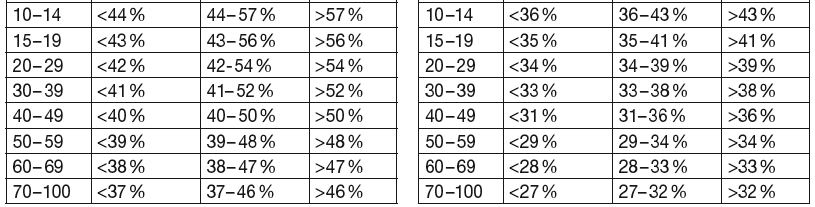 10–14 <44 % 44–57 % >57 %
15–19 <43 % 43–56 % >56 %
20–29 <42 % 42-54 % >54 %
30–39 <41 % 41–52 % >52 %
40–49 <40 % 40–50 % >50 %
50–59 <39 % 39–48 % >48 %
60–69 <38 % 38–47 % >47 %
70–100 <37 % 37–46 % >46 %
10–14 <36 % 36–43 % >43 %
15–19 <35 % 35–41 % >41 %
20–29 <34 % 34–39 % >39 %
30–39 <33 % 33–38 % >38 %
40–49 <31 % 31–36 % >36 %
50–59 <29 % 29–34 % >34 %
60–69 <28 % 28–33 % >33 %
70–100 <27 % 27–32 % >32 %